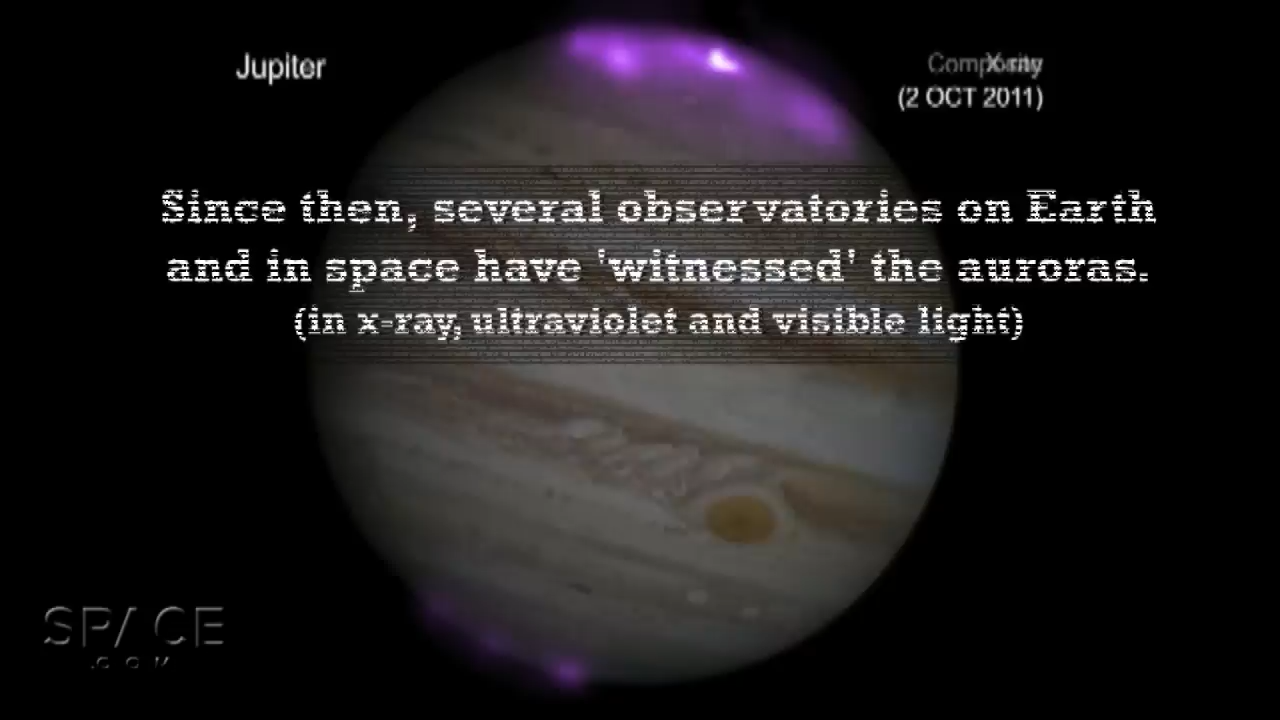 Jupiter
(2 OCT 2011)
Since then, several observatories on Earth
and in space have 'witnessed' the auroras.
(in x-ray, ultraviolet and visible light)
SPACE
.COM